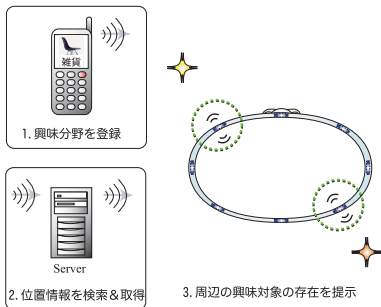 雑貨
1. 興味分野を登録
Server
2. 位置情報を検索&取得
3. 周辺の興味対象の存在を提示